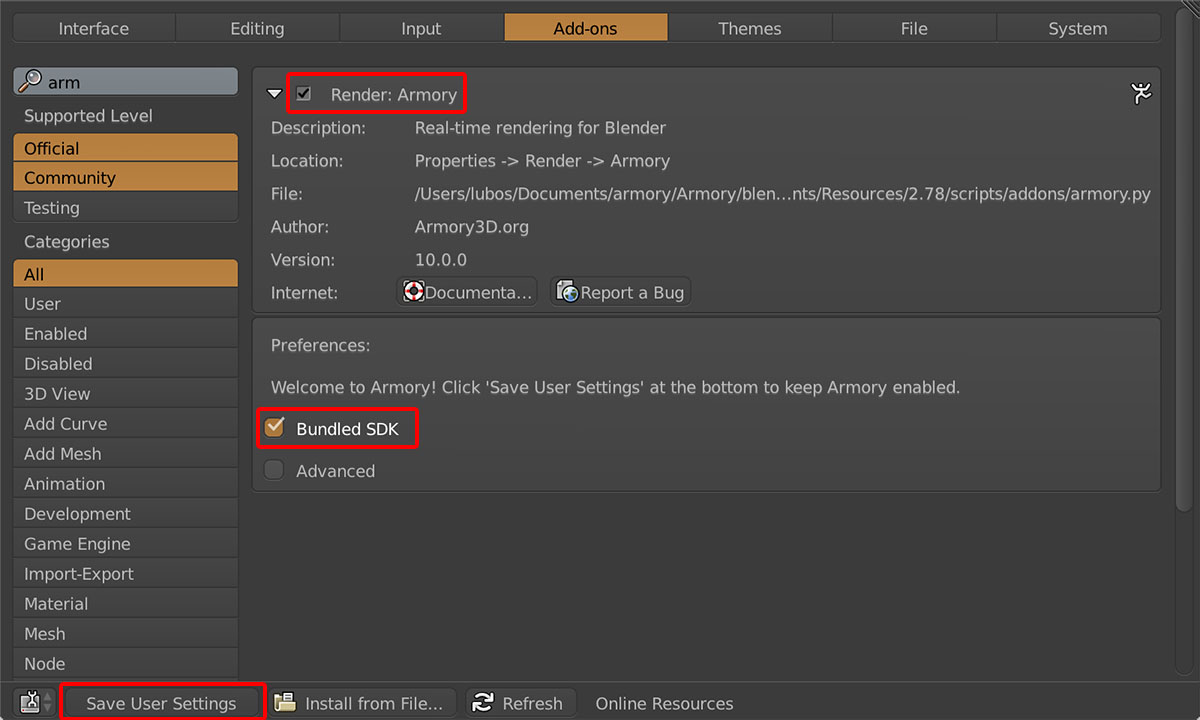 Interface Editing Input Add-ons Themes File System
arm
Supported Level
Official
Community
Testing
Categories
All
User
Enabled
Disabled
3D View
Add Curve
Add Mesh
Animation
Development
Game Engine
Import-Export
Material
Mesh
Node
Render: Armory
Description: Real-time rendering for Blender
Location: Properties -> Render -> Armory
File: /Users/lubos/Documents/armory/Armory/blen...nts/Resources/2.78/scripts/addons/armory.py
Author: Armory3D.org
Version: 10.0.0
Internet: Documenta... Report a Bug
Preferences:
Welcome to Armory! Click 'Save User Settings' at the bottom to keep Armory enabled.
Bundled SDK
Advanced
Save User Settings Install from File... Refresh Online Resources